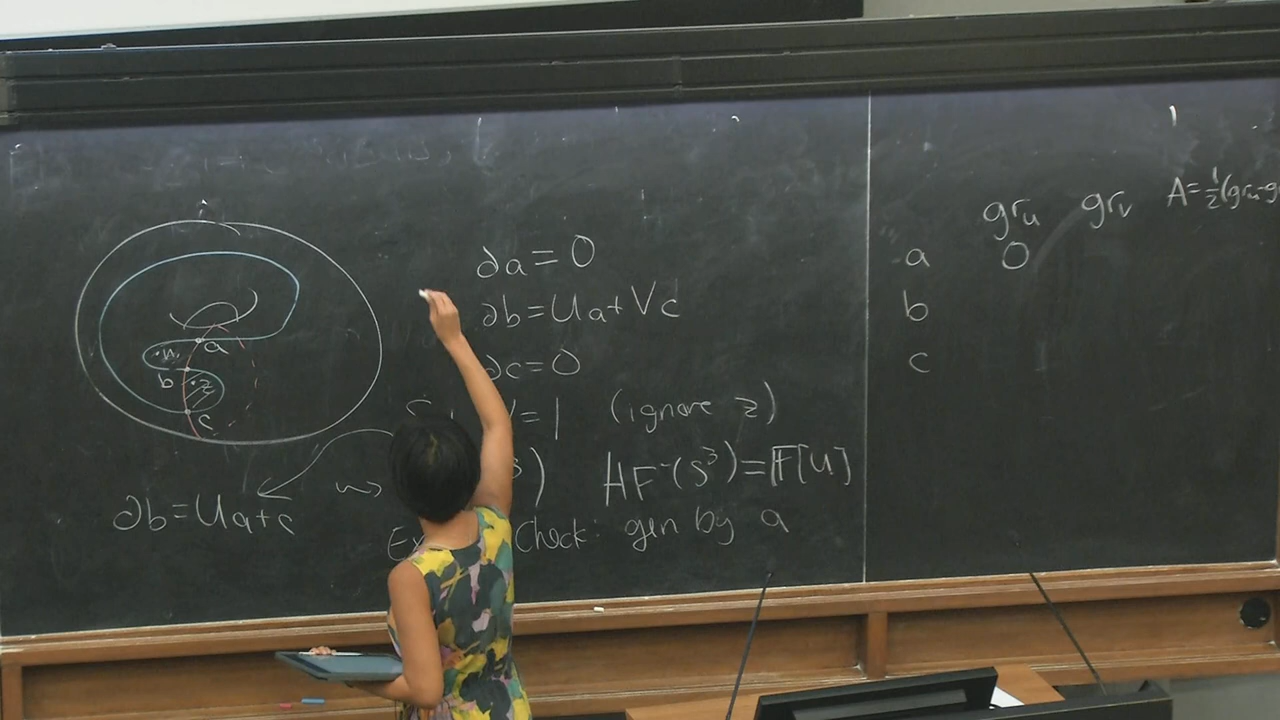 ∂a = 0
∂b = Ua + Vc
∂c = 0
= 1 (ignore z)
HF⁻(S³) = 𝔽[U]
Check: gen by a
a
w
b
z
c
∂b = Ua + c
gr_u gr_v A = ½(gr_u - g
a 0
b
c